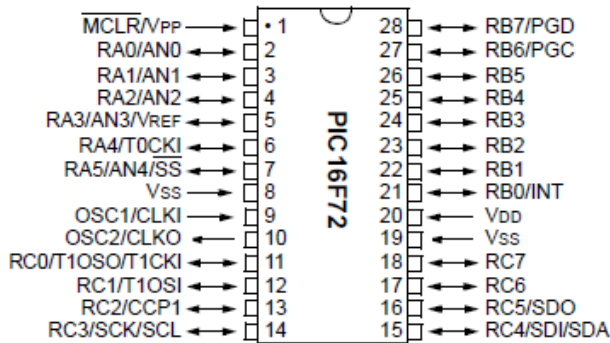 MCLR/VPP • 1 28 RB7/PGD
RA0/AN0 2 27 RB6/PGC
RA1/AN1 3 26 RB5
RA2/AN2 4 25 RB4
RA3/AN3/VREF 5 24 RB3
RA4/T0CKI 6 23 RB2
RA5/AN4/SS 7 22 RB1
VSS 8 21 RB0/INT
OSC1/CLKI 9 20 VDD
OSC2/CLKO 10 19 VSS
RC0/T1OSO/T1CKI 11 18 RC7
RC1/T1OSI 12 17 RC6
RC2/CCP1 13 16 RC5/SDO
RC3/SCK/SCL 14 15 RC4/SDI/SDA
PIC16F72